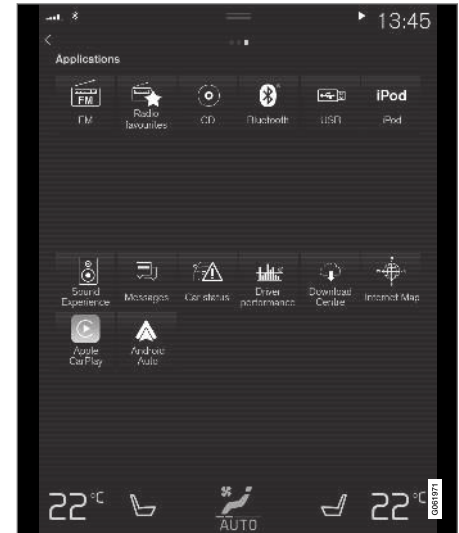 13:45
Applications
FM
iPod
FM
Radio
favourites
CD
Bluetooth
USB
iPod
Sound
Experience
Messages
Car status
Driver
performance
Download
Centre
Internet Map
Apple
CarPlay
Android
Auto
22°C
22°C
AUTO
G061971